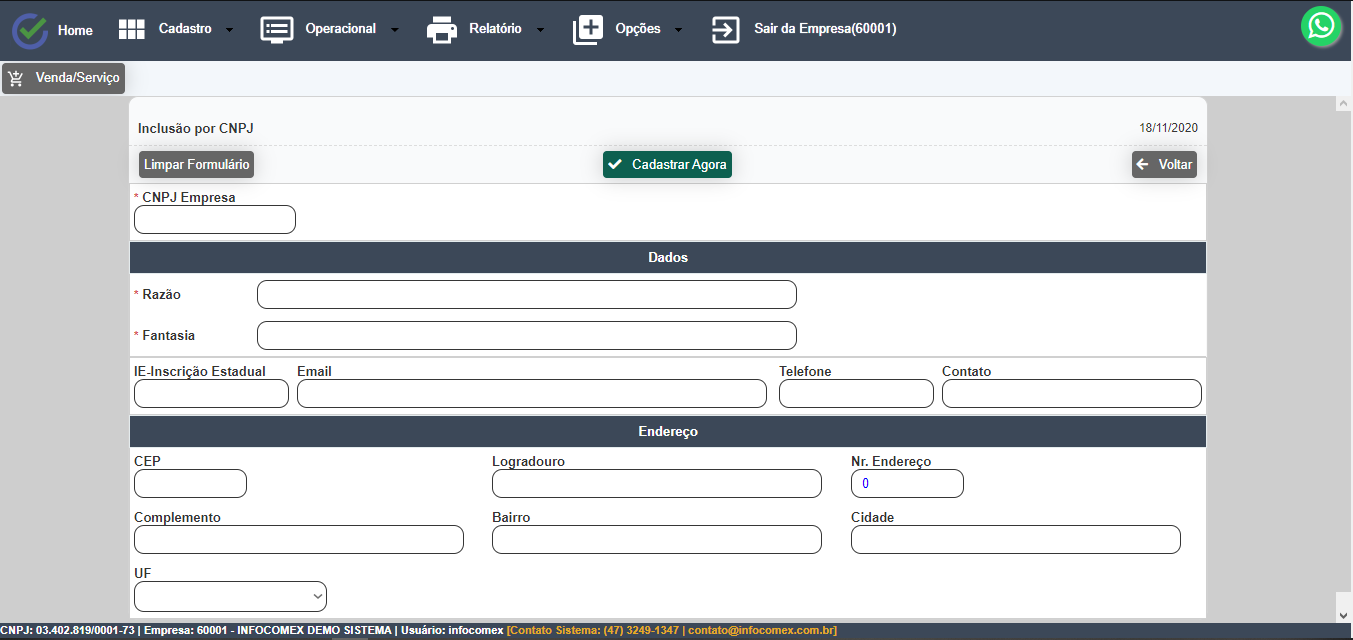 Home Cadastro Operacional Relatório Opções Sair da Empresa(60001)
Venda/Serviço
Inclusão por CNPJ 18/11/2020
Limpar Formulário Cadastrar Agora Voltar
* CNPJ Empresa
Dados
* Razão
* Fantasia
IE-Inscrição Estadual Email Telefone Contato
Endereço
CEP Logradouro Nr. Endereço
0
Complemento Bairro Cidade
UF
CNPJ: 03.402.819/0001-73 | Empresa: 60001 - INFOCOMEX DEMO SISTEMA | Usuário: infocomex [Contato Sistema: (47) 3249-1347 | contato@infocomex.com.br]